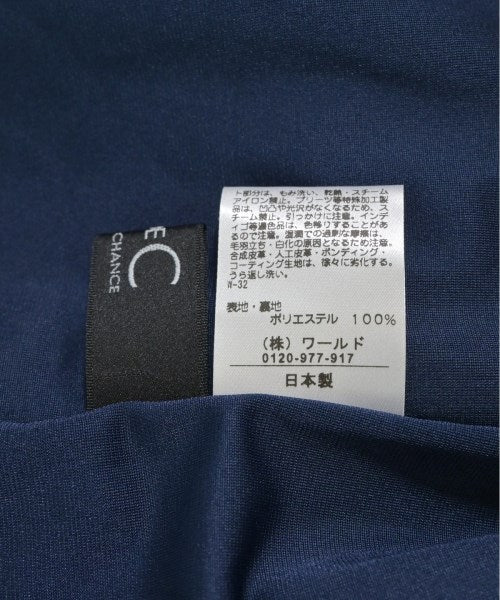 EC
CHANCE
ト部分は、もみ洗い、乾燥・スチーム
アイロン禁止。プリーツ等特殊加工製
品は、凹凸や光沢がなくなるため、ス
チーム禁止。引っかけに注意。インデ
ィゴ等濃色品は、色移りすることがあ
るので注意。湿潤での過剰な摩擦は、
毛羽立ち・白化の原因となるため注意。
合成皮革・人工皮革・ボンディング・
コーティング生地は、徐々に劣化する。
うら返し洗い。
W-32
表地・裏地
ポリエステル 100%
(株) ワールド
0120-977-917
日本製